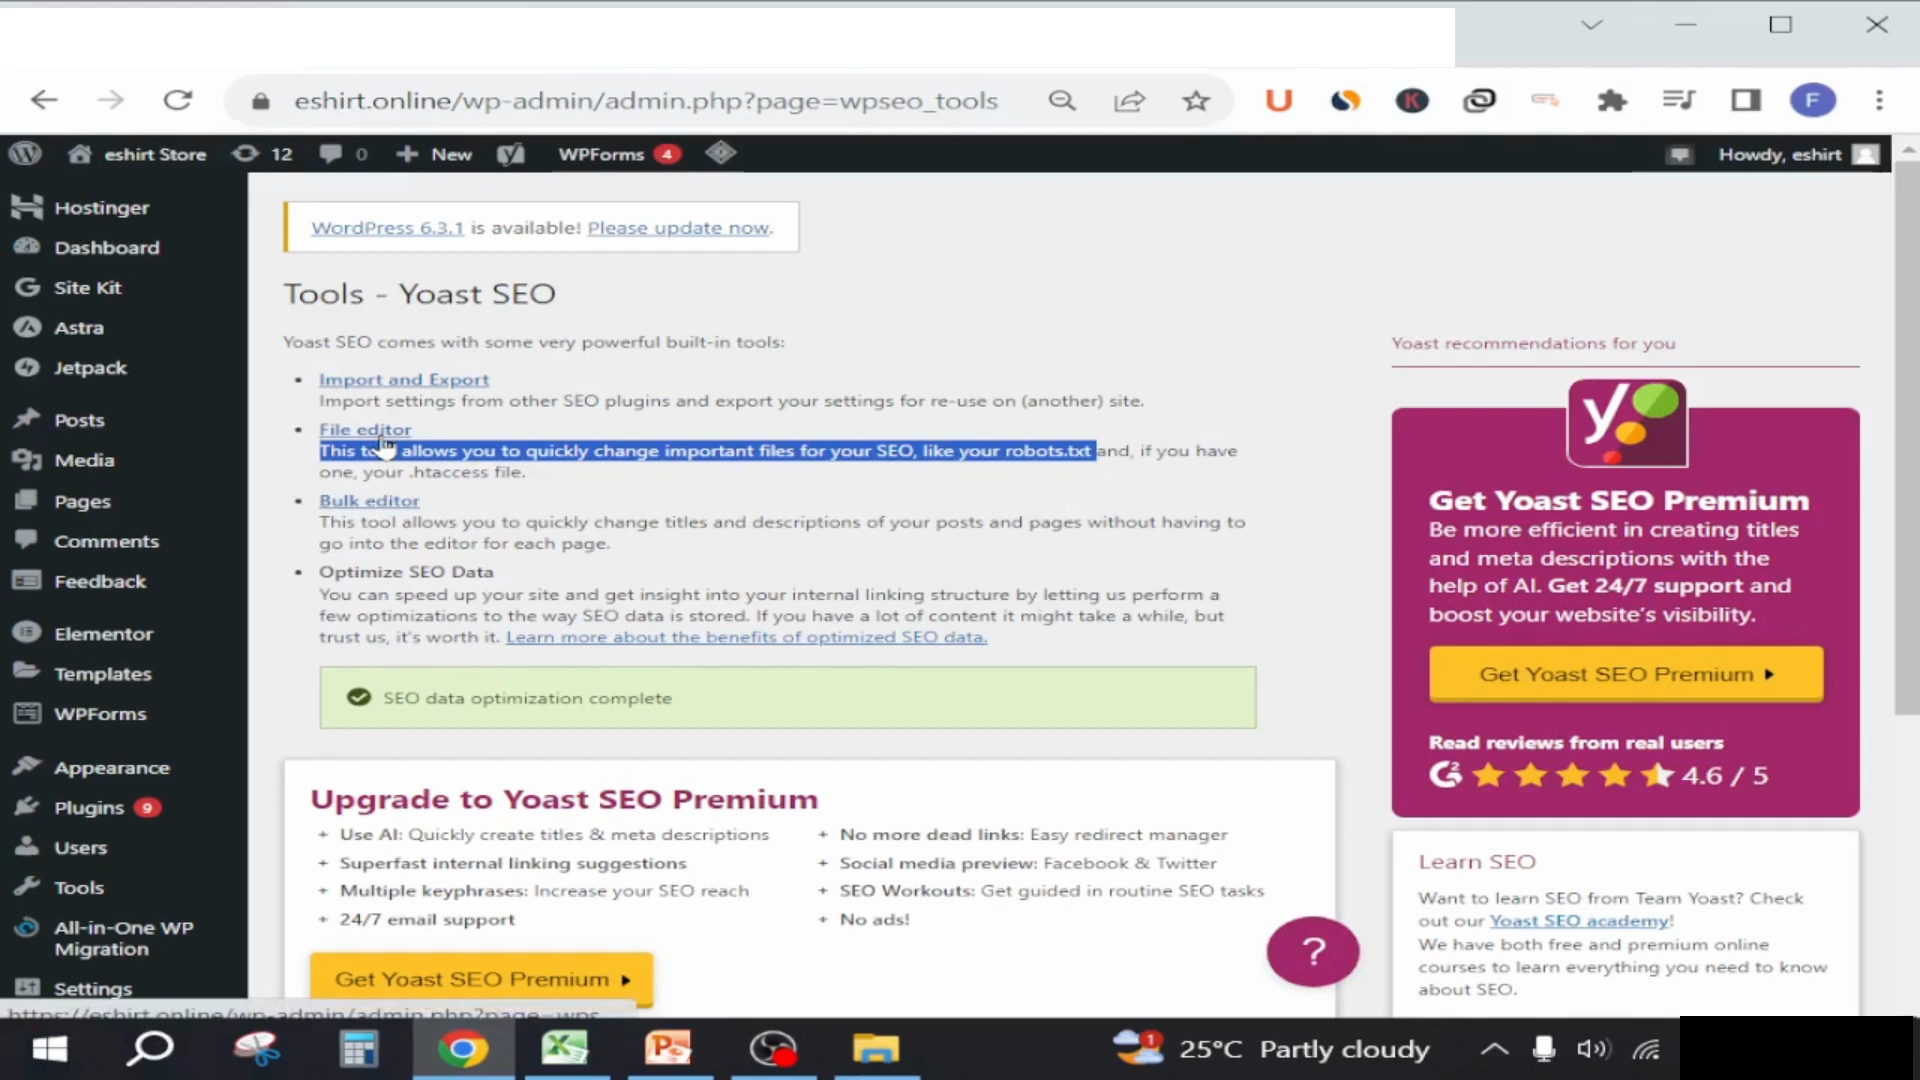 eshirt.online/wp-admin/admin.php?page=wpseo_tools
F
eshirt Store 12 0 New WPForms 4 Howdy, eshirt
Hostinger
Dashboard
Site Kit
Astra
Jetpack
Posts
Media
Pages
Comments
Feedback
Elementor
Templates
WPForms
Appearance
Plugins 9
Users
Tools
All-in-One WP
Migration
Settings
WordPress 6.3.1 is available! Please update now.
Tools - Yoast SEO
Yoast SEO comes with some very powerful built-in tools:
Import and Export
Import settings from other SEO plugins and export your settings for re-use on (another) site.
File editor
This tool allows you to quickly change important files for your SEO, like your robots.txt and, if you have
one, your .htaccess file.
Bulk editor
This tool allows you to quickly change titles and descriptions of your posts and pages without having to
go into the editor for each page.
Optimize SEO Data
You can speed up your site and get insight into your internal linking structure by letting us perform a
few optimizations to the way SEO data is stored. If you have a lot of content it might take a while, but
trust us, it's worth it. Learn more about the benefits of optimized SEO data.
SEO data optimization complete
Upgrade to Yoast SEO Premium
+ Use AI: Quickly create titles & meta descriptions
+ Superfast internal linking suggestions
+ Multiple keyphrases: Increase your SEO reach
+ 24/7 email support
+ No more dead links: Easy redirect manager
+ Social media preview: Facebook & Twitter
+ SEO Workouts: Get guided in routine SEO tasks
+ No ads!
Get Yoast SEO Premium
?
Yoast recommendations for you
y
Get Yoast SEO Premium
Be more efficient in creating titles
and meta descriptions with the
help of AI. Get 24/7 support and
boost your website's visibility.
Get Yoast SEO Premium
Read reviews from real users
4.6 / 5
Learn SEO
Want to learn SEO from Team Yoast? Check
out our Yoast SEO academy!
We have both free and premium online
courses to learn everything you need to know
about SEO.
https://eshirt.online/wp-admin/admin.php?page=wps
1 25°C Partly cloudy